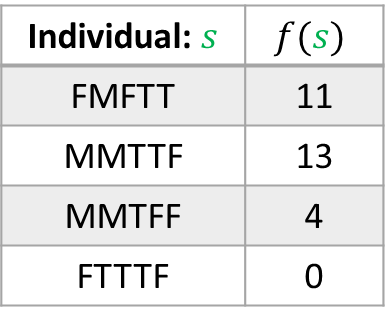 Individual: s f(s)
FMFTT 11
MMTTF 13
MMTFF 4
FTTTF 0